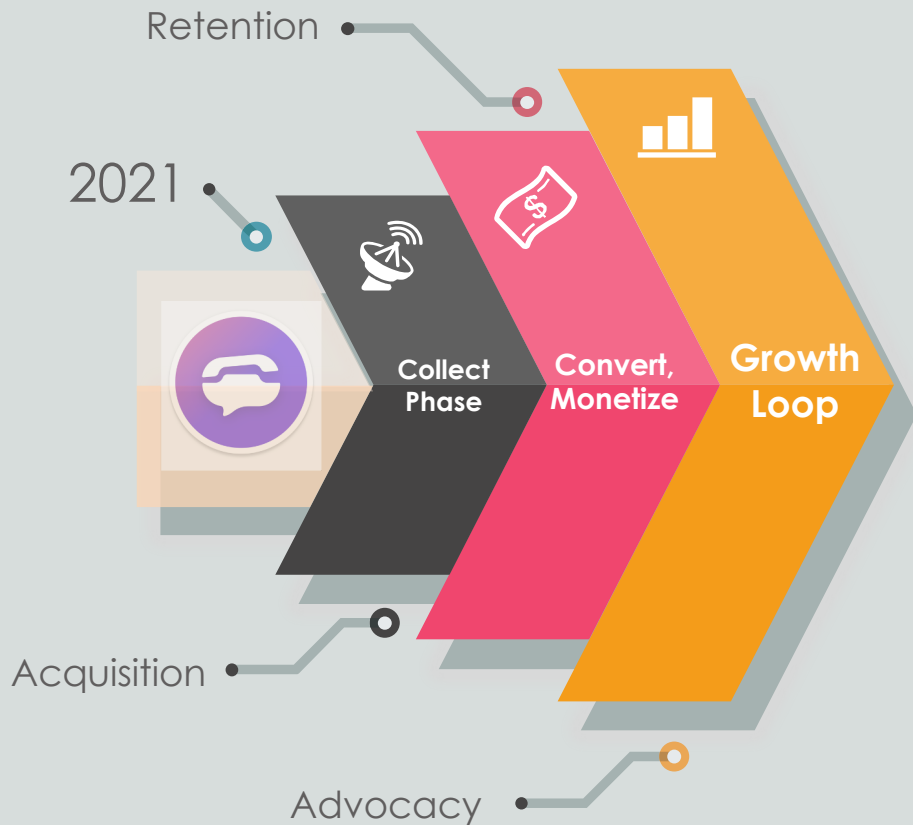 Retention
2021
Collect
Phase
Convert,
Monetize
Growth
Loop
Acquisition
Advocacy